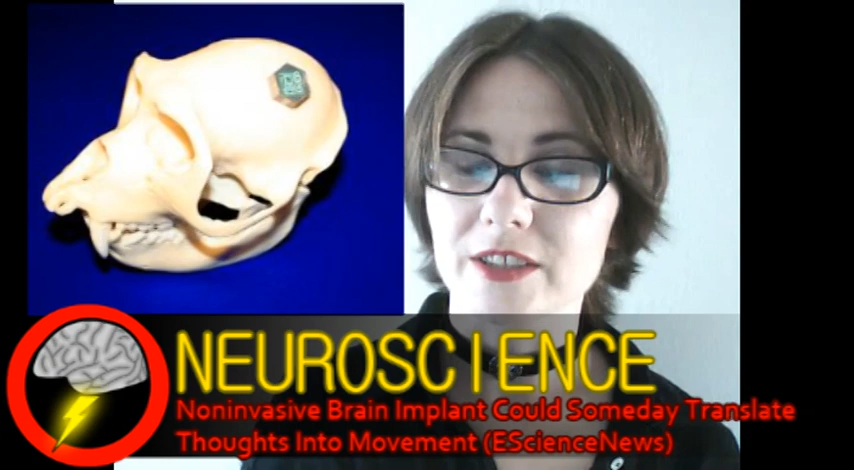 NEUROSCIENCE
Noninvasive Brain Implant Could Someday Translate
Thoughts Into Movement (EScienceNews)